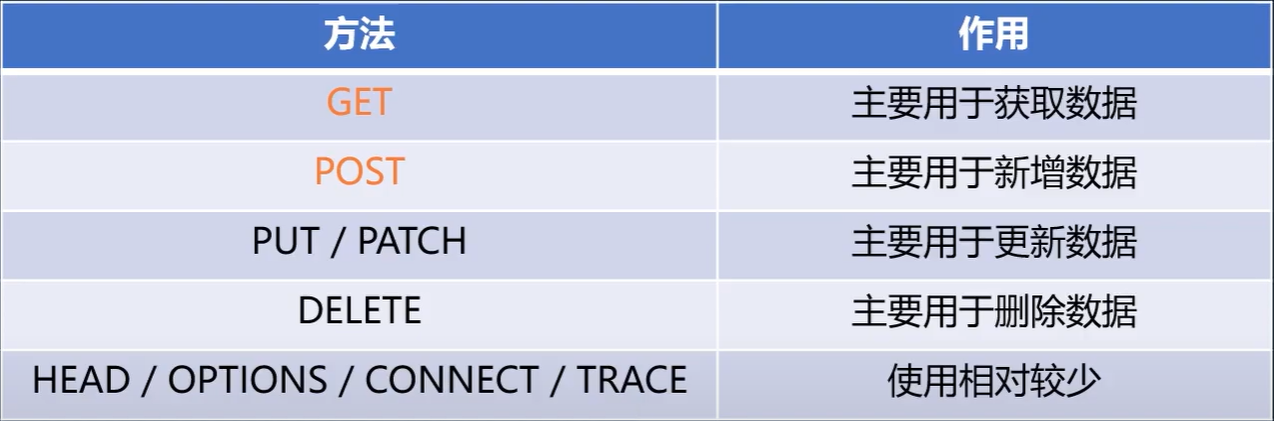 方法 作用
GET 主要用于获取数据
POST 主要用于新增数据
PUT / PATCH 主要用于更新数据
DELETE 主要用于删除数据
HEAD / OPTIONS / CONNECT / TRACE 使用相对较少